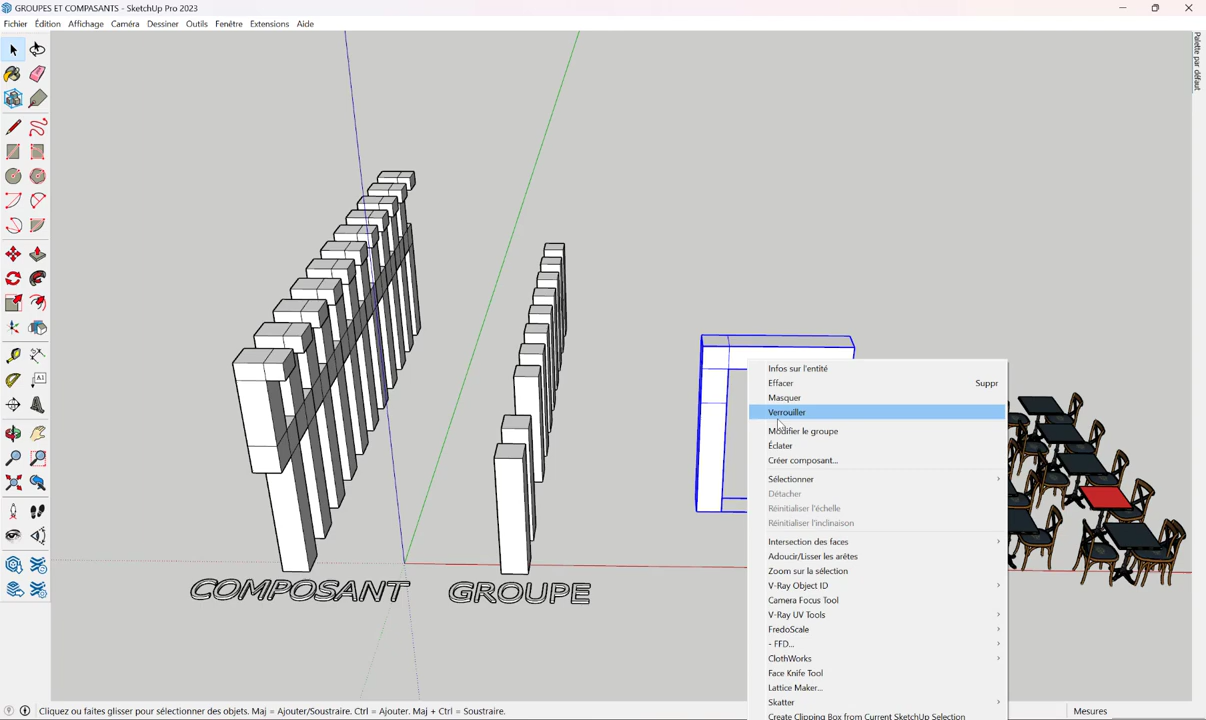 GROUPES ET COMPASANTS - SketchUp Pro 2023
Fichier Édition Affichage Caméra Dessiner Outils Fenêtre Extensions Aide
Palette par défaut
Infos sur l'entité
Effacer Suppr
Masquer
Verrouiller
Modifier le groupe
Éclater
Créer composant...
Sélectionner
Détacher
Réinitialiser l'échelle
Réinitialiser l'inclinaison
Intersection des faces
Adoucir/Lisser les arêtes
Zoom sur la sélection
V-Ray Object ID
Camera Focus Tool
V-Ray UV Tools
FredoScale
- FFD...
ClothWorks
Face Knife Tool
Lattice Maker...
Skatter
Create Clipping Box from Current SketchUp Selection
COMPOSANT GROUPE
Cliquez ou faites glisser pour sélectionner des objets. Maj = Ajouter/Soustraire. Ctrl = Ajouter. Maj + Ctrl = Soustraire. Mesures